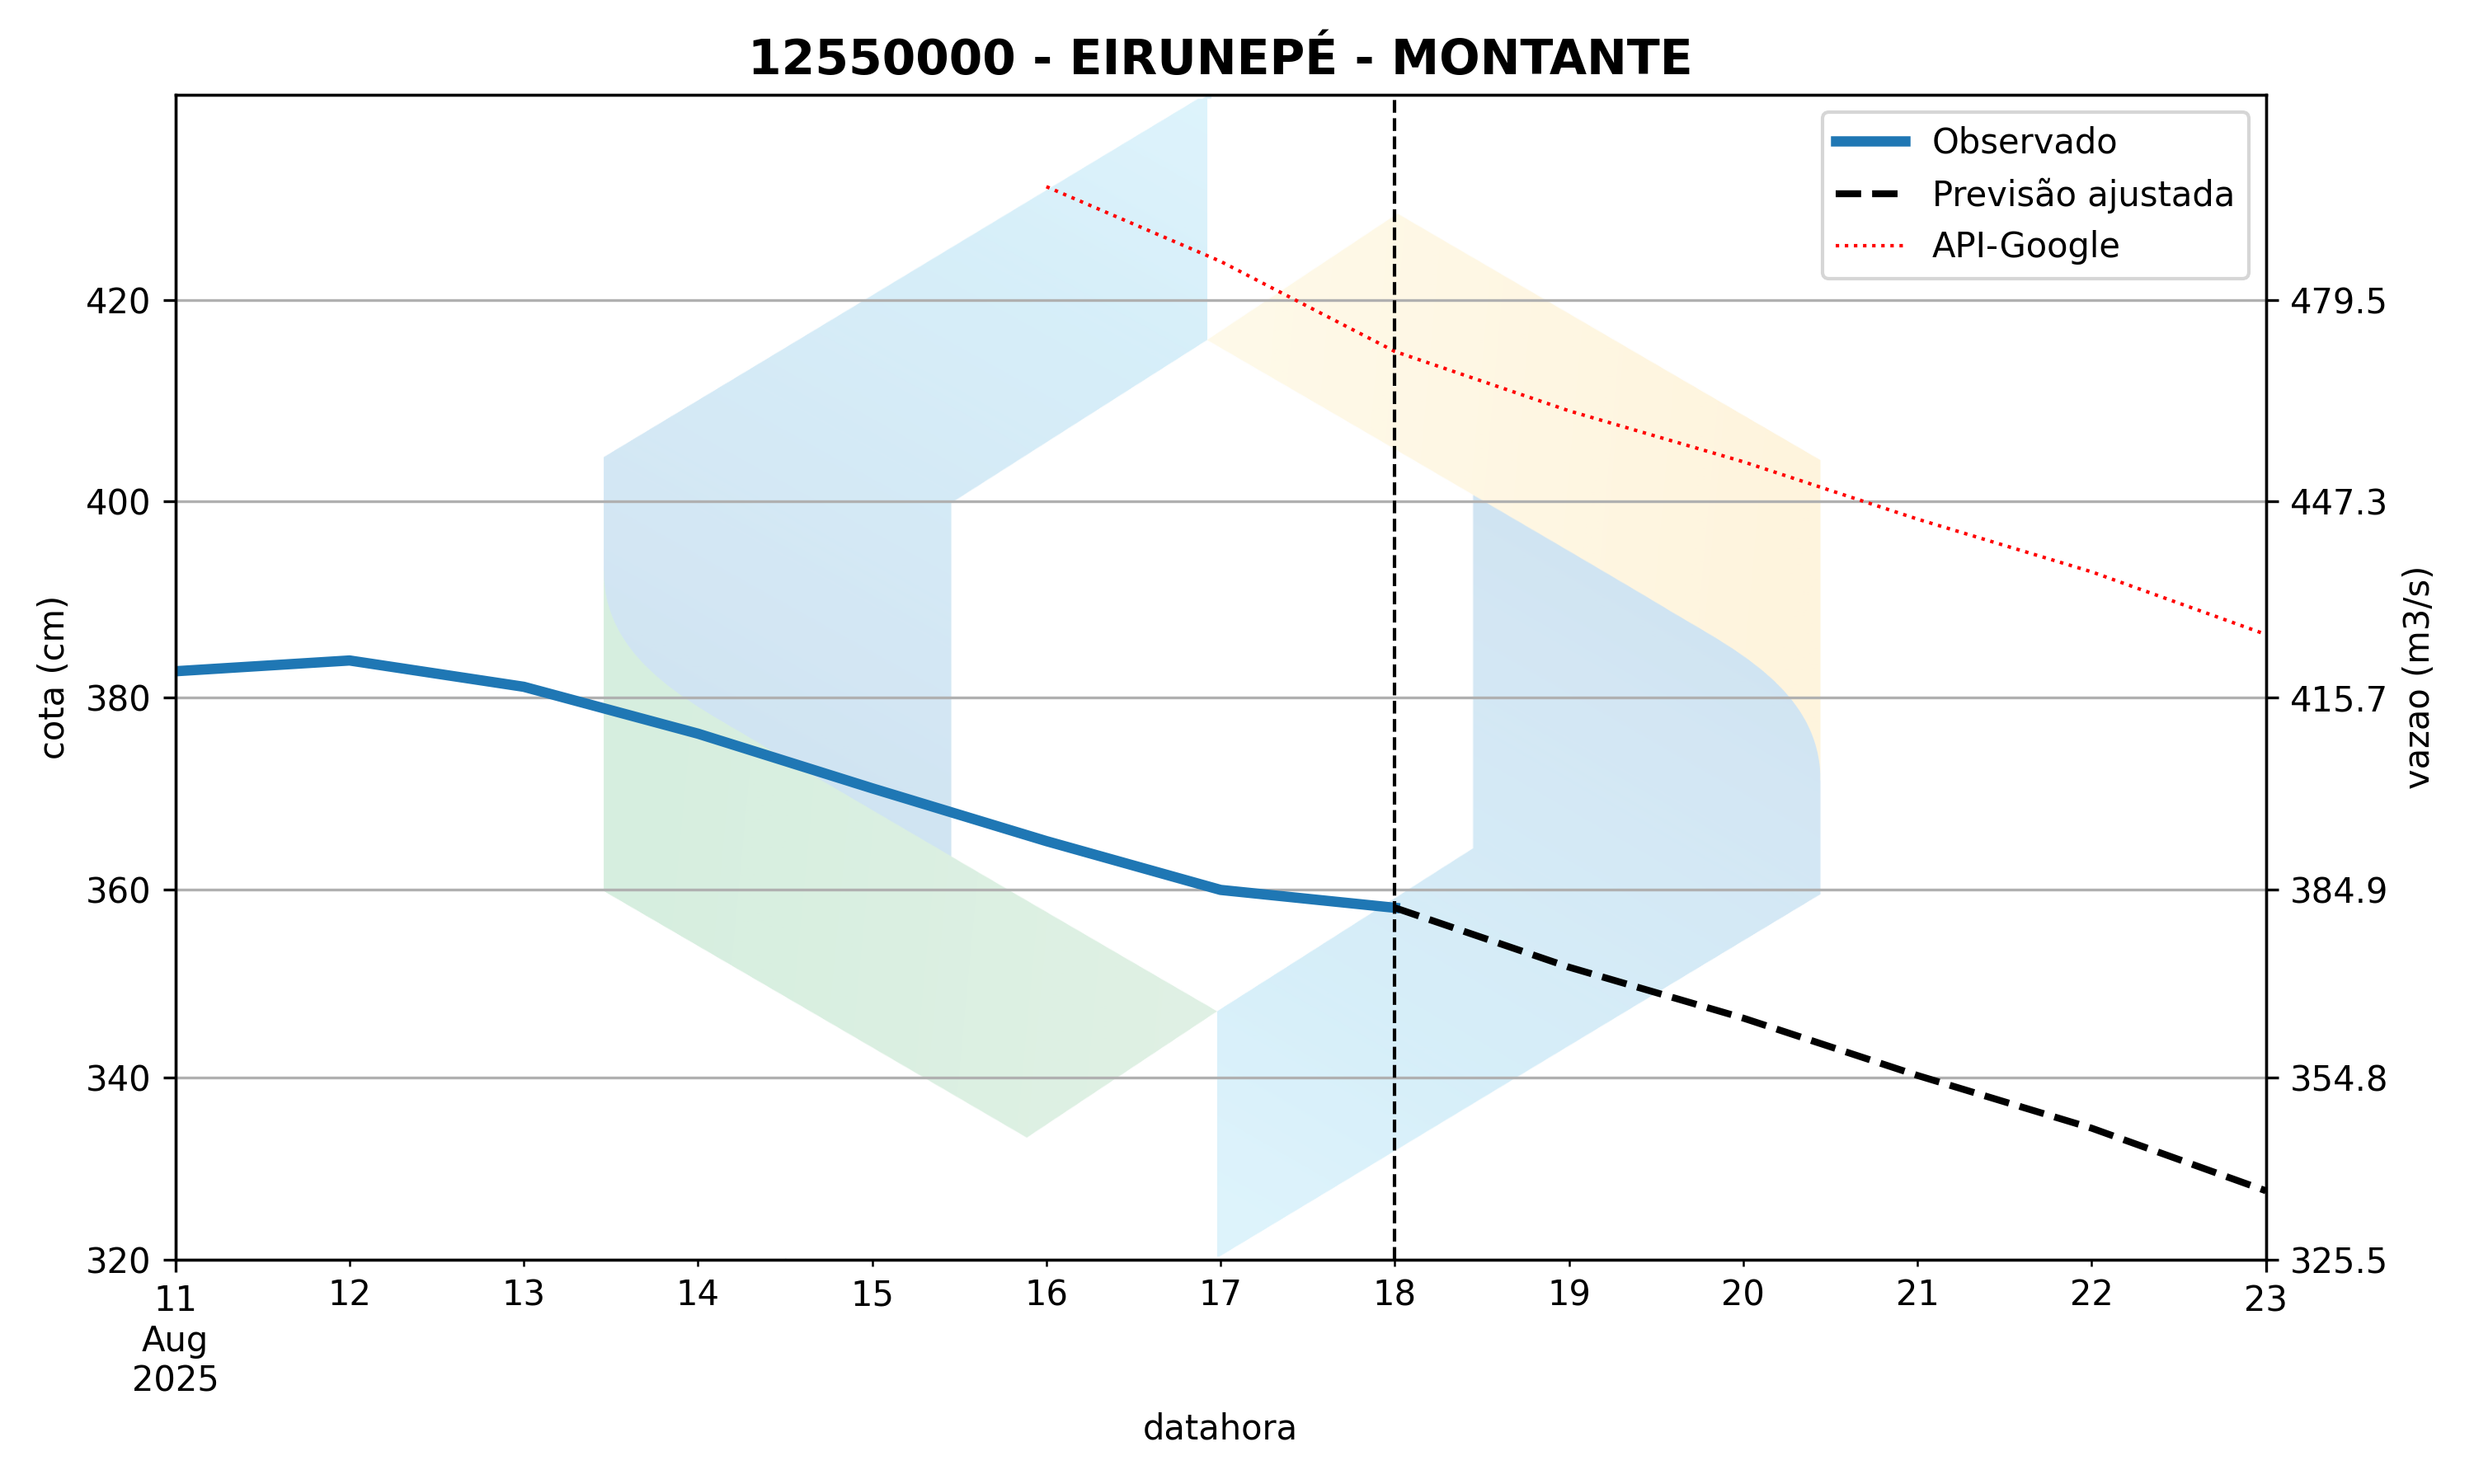 12550000 - EIRUNEPÉ - MONTANTE
Observado
Previsão ajustada
API-Google
420
400
380
360
340
320
cota (cm)
479.5
447.3
415.7
384.9
354.8
325.5
vazao (m3/s)
11 12 13 14 15 16 17 18 19 20 21 22 23
Aug
2025
datahora